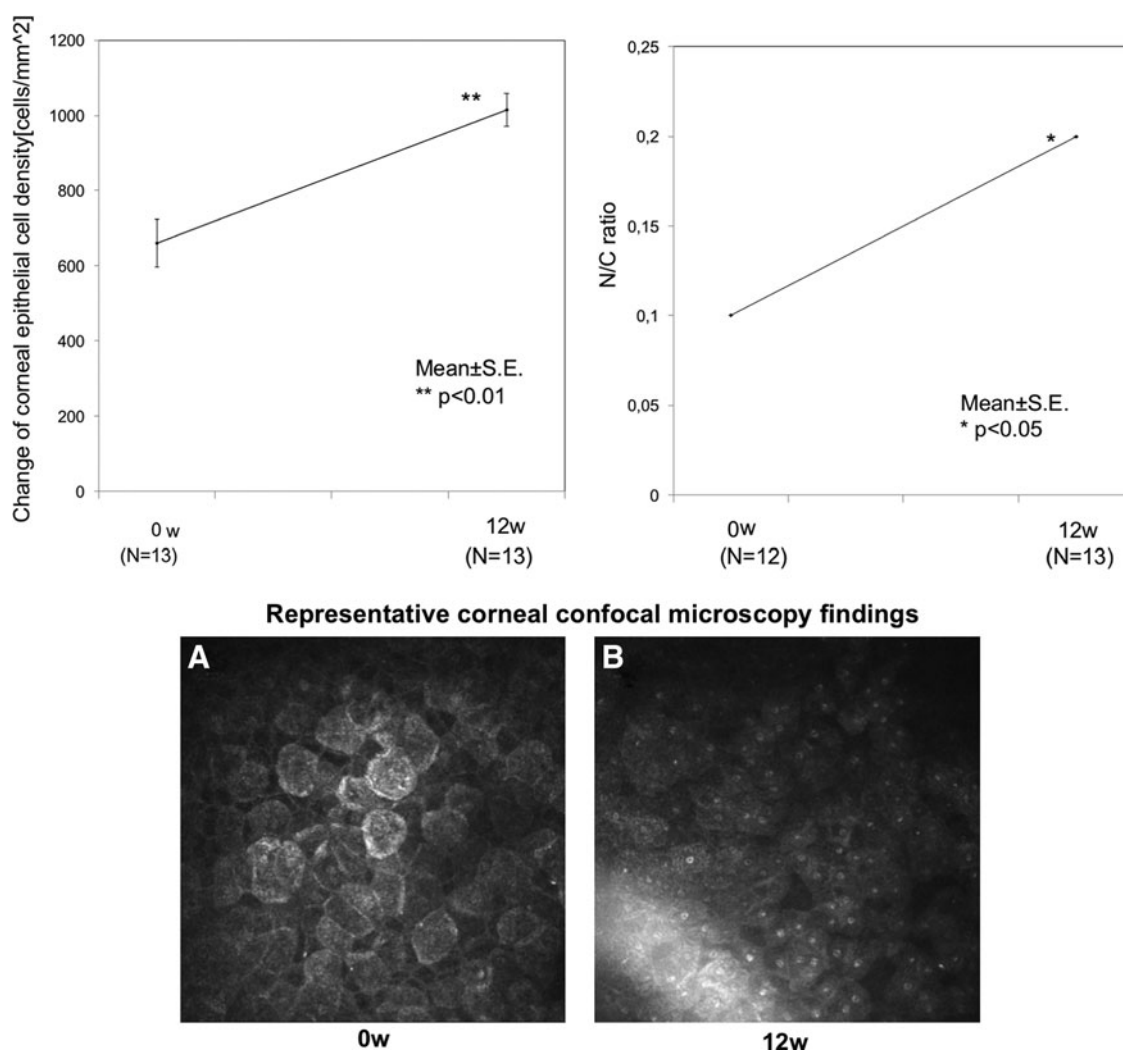 Change of corneal epithelial cell density[cells/mm^2]
1200
1000
800
600
400
200
0
**
Mean±S.E.
** p<0.01
0 w
(N=13)
12w
(N=13)
N/C ratio
0,25
0,2
0,15
0,1
0,05
0
*
Mean±S.E.
* p<0.05
0w
(N=12)
12w
(N=13)
Representative corneal confocal microscopy findings
A
B
0w
12w